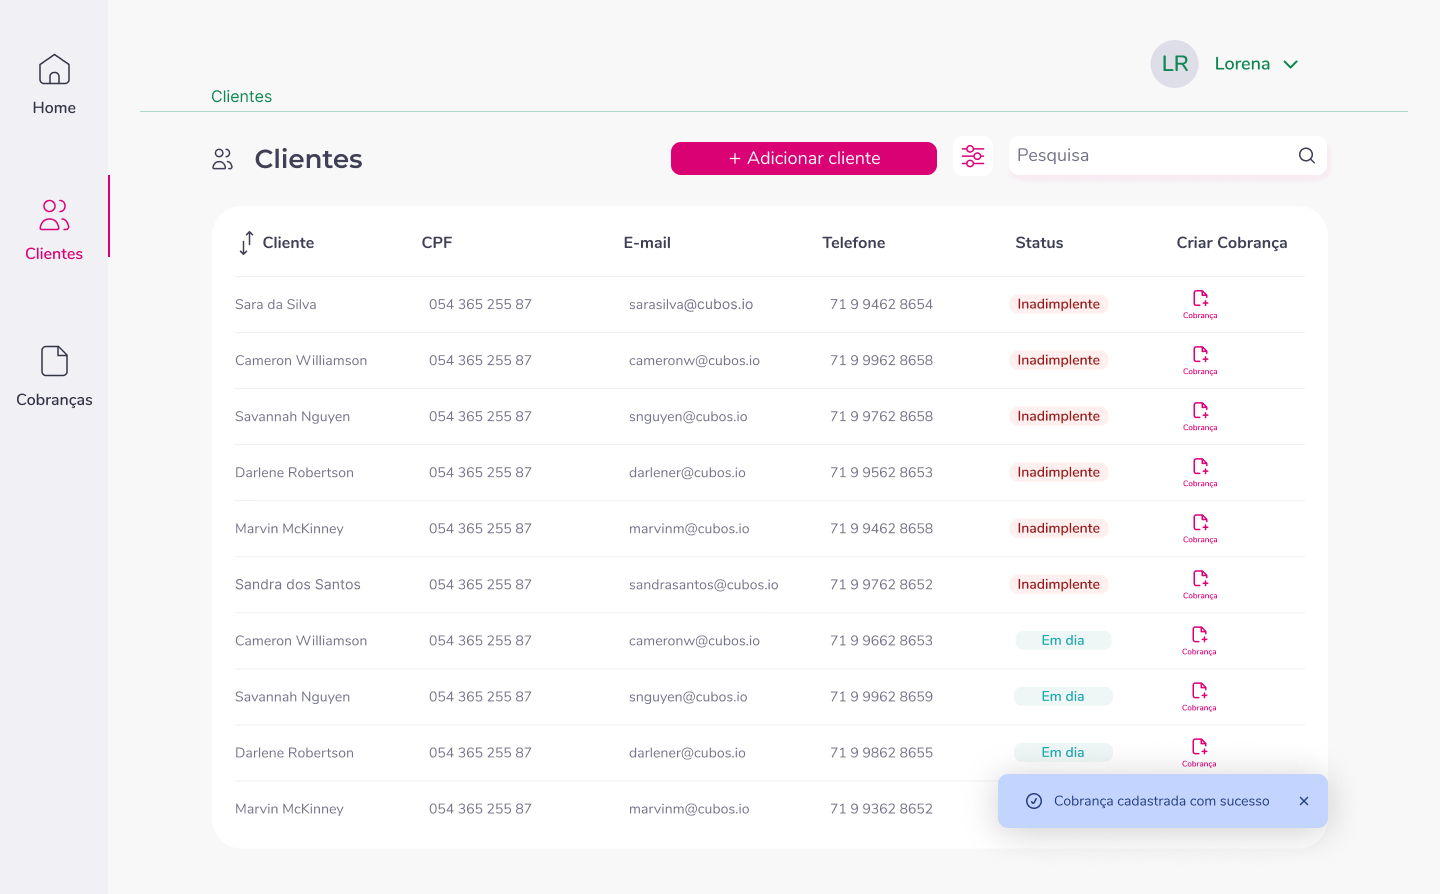 LR Lorena
Clientes
Home
Clientes
Cobranças
Clientes
+ Adicionar cliente
Pesquisa
Cliente CPF E-mail Telefone Status Criar Cobrança
Sara da Silva 054 365 255 87 sarasilva@cubos.io 71 9 9462 8654 Inadimplente Cobrança
Cameron Williamson 054 365 255 87 cameronw@cubos.io 71 9 9962 8658 Inadimplente Cobrança
Savannah Nguyen 054 365 255 87 snguyen@cubos.io 71 9 9762 8658 Inadimplente Cobrança
Darlene Robertson 054 365 255 87 darlener@cubos.io 71 9 9562 8653 Inadimplente Cobrança
Marvin McKinney 054 365 255 87 marvinm@cubos.io 71 9 9462 8658 Inadimplente Cobrança
Sandra dos Santos 054 365 255 87 sandrasantos@cubos.io 71 9 9762 8652 Inadimplente Cobrança
Cameron Williamson 054 365 255 87 cameronw@cubos.io 71 9 9662 8653 Em dia Cobrança
Savannah Nguyen 054 365 255 87 snguyen@cubos.io 71 9 9962 8659 Em dia Cobrança
Darlene Robertson 054 365 255 87 darlener@cubos.io 71 9 9862 8655 Em dia Cobrança
Marvin McKinney 054 365 255 87 marvinm@cubos.io 71 9 9362 8652
Cobrança cadastrada com sucesso